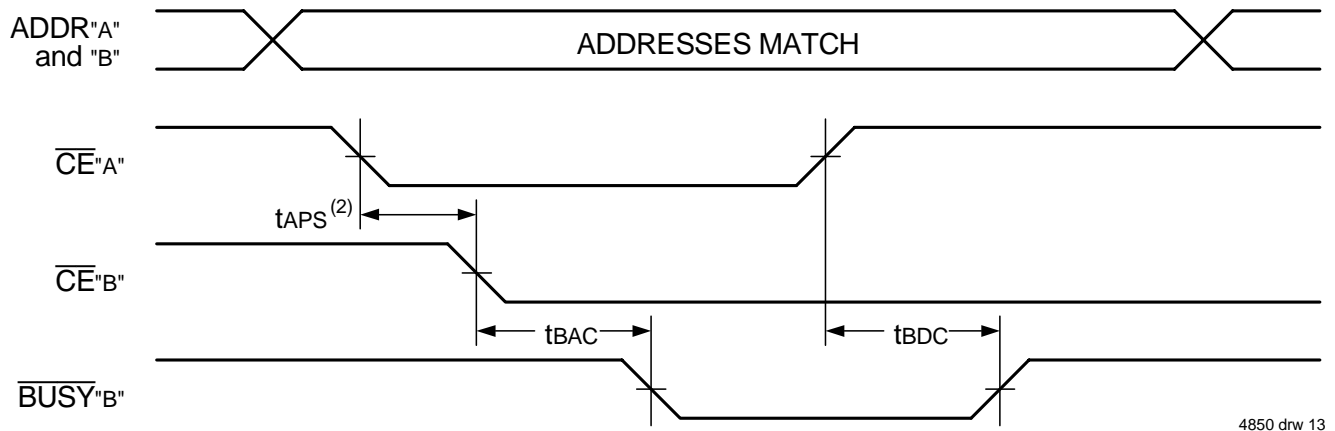 ADDR"A"
and "B"
ADDRESSES MATCH
CE"A"
tAPS(2)
CE"B"
tBAC
tBDC
BUSY"B"
4850 drw 13